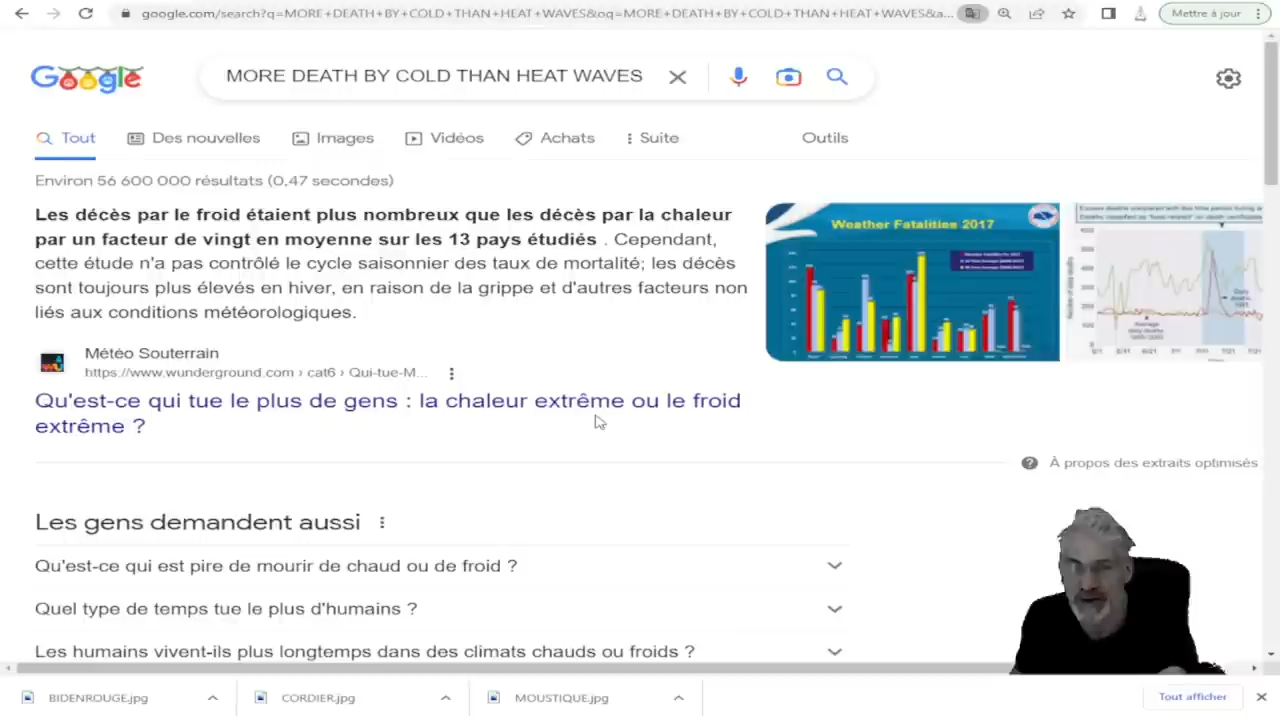 google.com/search?q=MORE+DEATH+BY+COLD+THAN+HEAT+WAVES&oq=MORE+DEATH+BY+COLD+THAN+HEAT+WAVES&a...
Mettre à jour
Google
MORE DEATH BY COLD THAN HEAT WAVES
Tout
Des nouvelles
Images
Vidéos
Achats
Suite
Outils
Environ 56 600 000 résultats (0,47 secondes)
Les décès par le froid étaient plus nombreux que les décès par la chaleur
par un facteur de vingt en moyenne sur les 13 pays étudiés . Cependant,
cette étude n'a pas contrôlé le cycle saisonnier des taux de mortalité; les décès
sont toujours plus élevés en hiver, en raison de la grippe et d'autres facteurs non
liés aux conditions météorologiques.
Weather Fatalities 2017
Météo Souterrain
https://www.wunderground.com › cat6 › Qui-tue-M...
Qu'est-ce qui tue le plus de gens : la chaleur extrême ou le froid
extrême ?
À propos des extraits optimisés
Les gens demandent aussi
Qu'est-ce qui est pire de mourir de chaud ou de froid ?
Quel type de temps tue le plus d'humains ?
Les humains vivent-ils plus longtemps dans des climats chauds ou froids ?
BIDENROUGE.jpg
CORDIER.jpg
MOUSTIQUE.jpg
Tout afficher